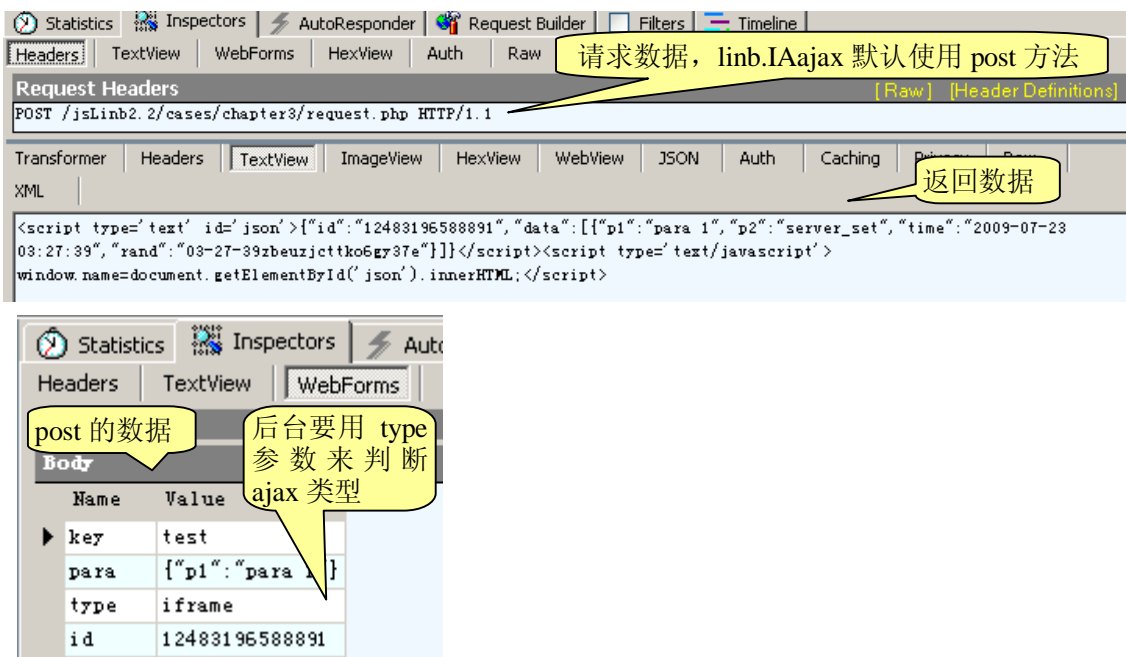 Statistics Inspectors AutoResponder Request Builder Filters Timeline
Headers TextView WebForms HexView Auth Raw
请求数据，linb.IAajax 默认使用 post 方法
Request Headers [ Raw ] [Header Definitions]
POST /jsLinb2.2/cases/chapter3/request.php HTTP/1.1
Transformer Headers TextView ImageView HexView WebView JSON Auth Caching
XML
返回数据
<script type='text' id='json'>{"id":"12483196588891","data":[{"p1":"para 1","p2":"server_set","time":"2009-07-23
03:27:39","rand":"03-27-39zbeuzjcttko6gy37e"}]}</script><script type='text/javascript'>
window.name=document.getElementById('json').innerHTML;</script>
Statistics Inspectors
Headers TextView WebForms
post 的数据
后台要用 type
参数来判断
ajax 类型
Body
Name Value
key test
para {"p1":"para
type iframe
id 12483196588891